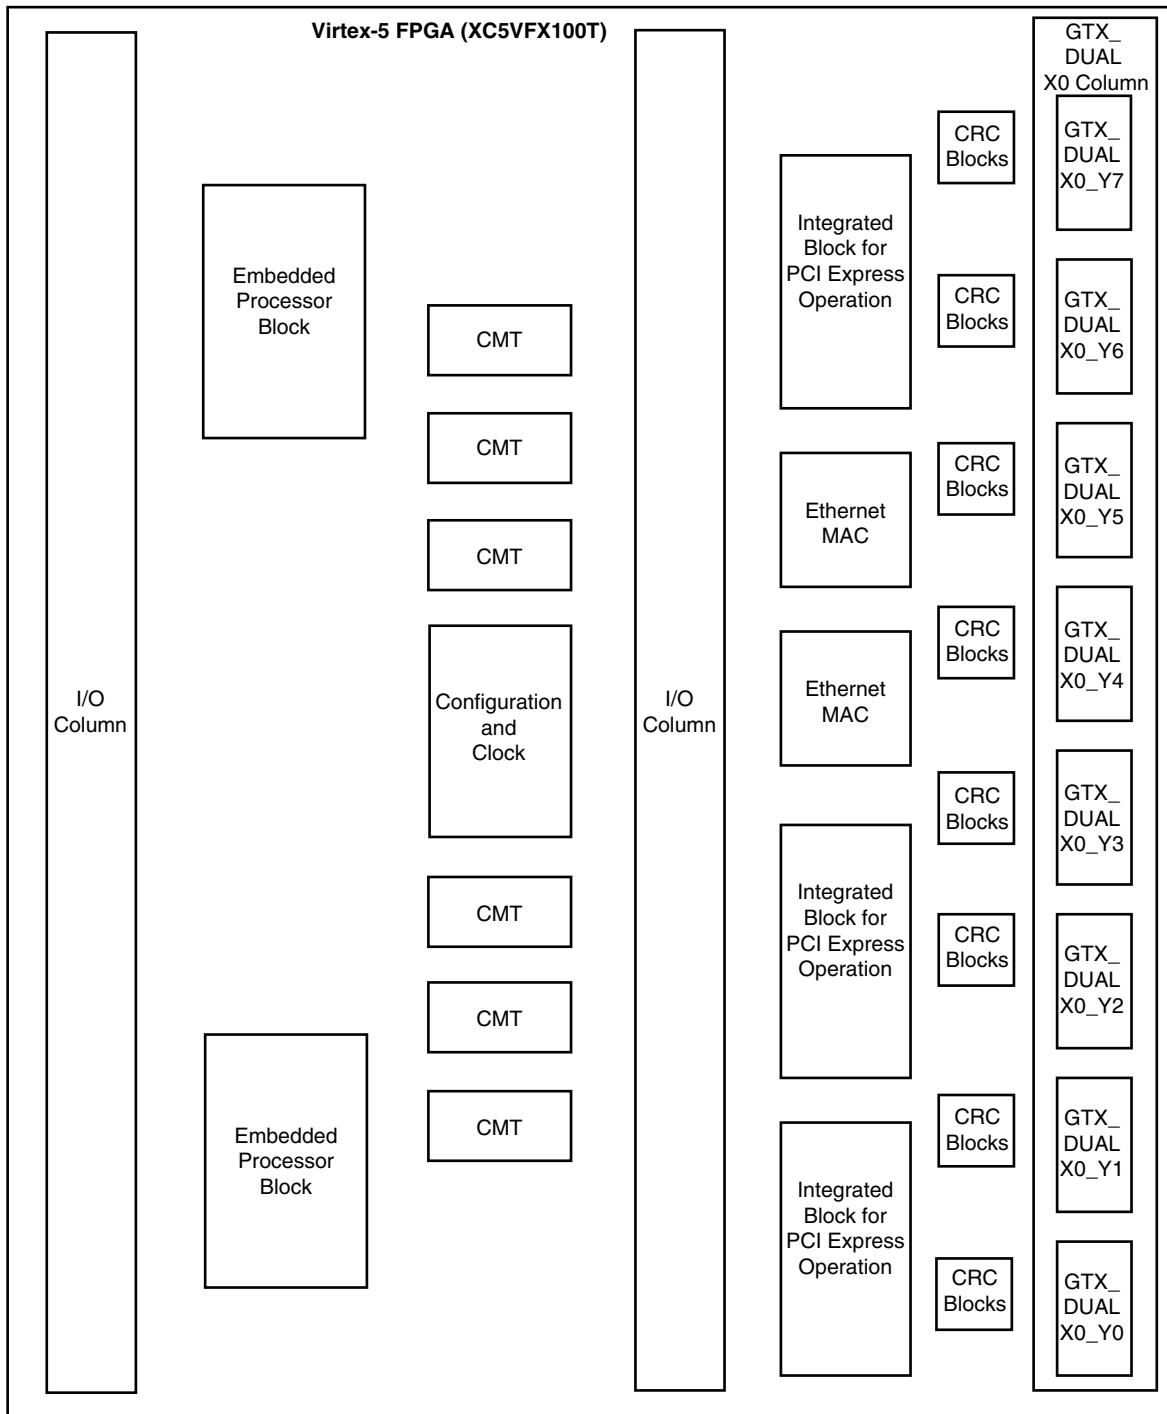 Virtex-5 FPGA (XC5VFX100T)
I/O
Column
Embedded
Processor
Block
Embedded
Processor
Block
CMT
CMT
CMT
Configuration
and
Clock
CMT
CMT
CMT
I/O
Column
Integrated
Block for
PCI Express
Operation
Ethernet
MAC
Ethernet
MAC
Integrated
Block for
PCI Express
Operation
Integrated
Block for
PCI Express
Operation
CRC
Blocks
CRC
Blocks
CRC
Blocks
CRC
Blocks
CRC
Blocks
CRC
Blocks
CRC
Blocks
CRC
Blocks
GTX_
DUAL
X0 Column
GTX_
DUAL
X0_Y7
GTX_
DUAL
X0_Y6
GTX_
DUAL
X0_Y5
GTX_
DUAL
X0_Y4
GTX_
DUAL
X0_Y3
GTX_
DUAL
X0_Y2
GTX_
DUAL
X0_Y1
GTX_
DUAL
X0_Y0